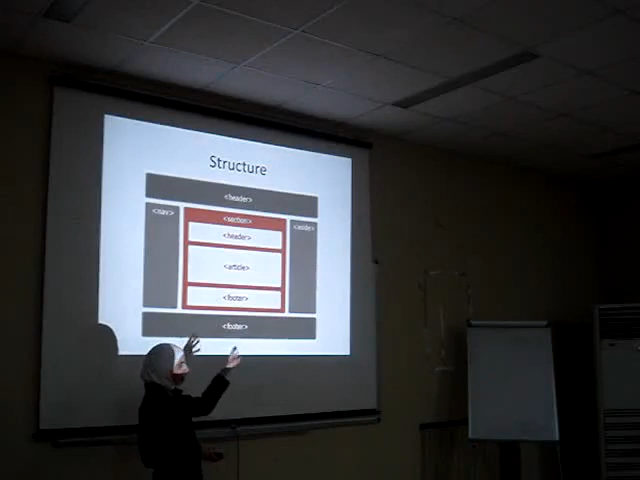 Structure
<header>
<nav>
<section>
<aside>
<header>
<article>
<footer>
<footer>